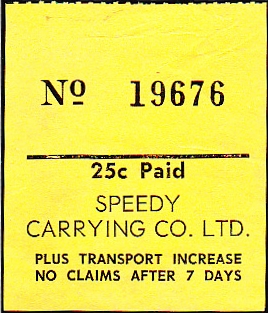 Nº 19676
25c Paid
SPEEDY
CARRYING CO. LTD.
PLUS TRANSPORT INCREASE
NO CLAIMS AFTER 7 DAYS